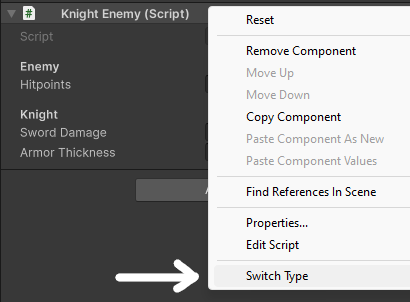 Knight Enemy (Script)
Script
Enemy
Hitpoints
Knight
Sword Damage
Armor Thickness
Reset
Remove Component
Move Up
Move Down
Copy Component
Paste Component As New
Paste Component Values
Find References In Scene
Properties...
Edit Script
Switch Type